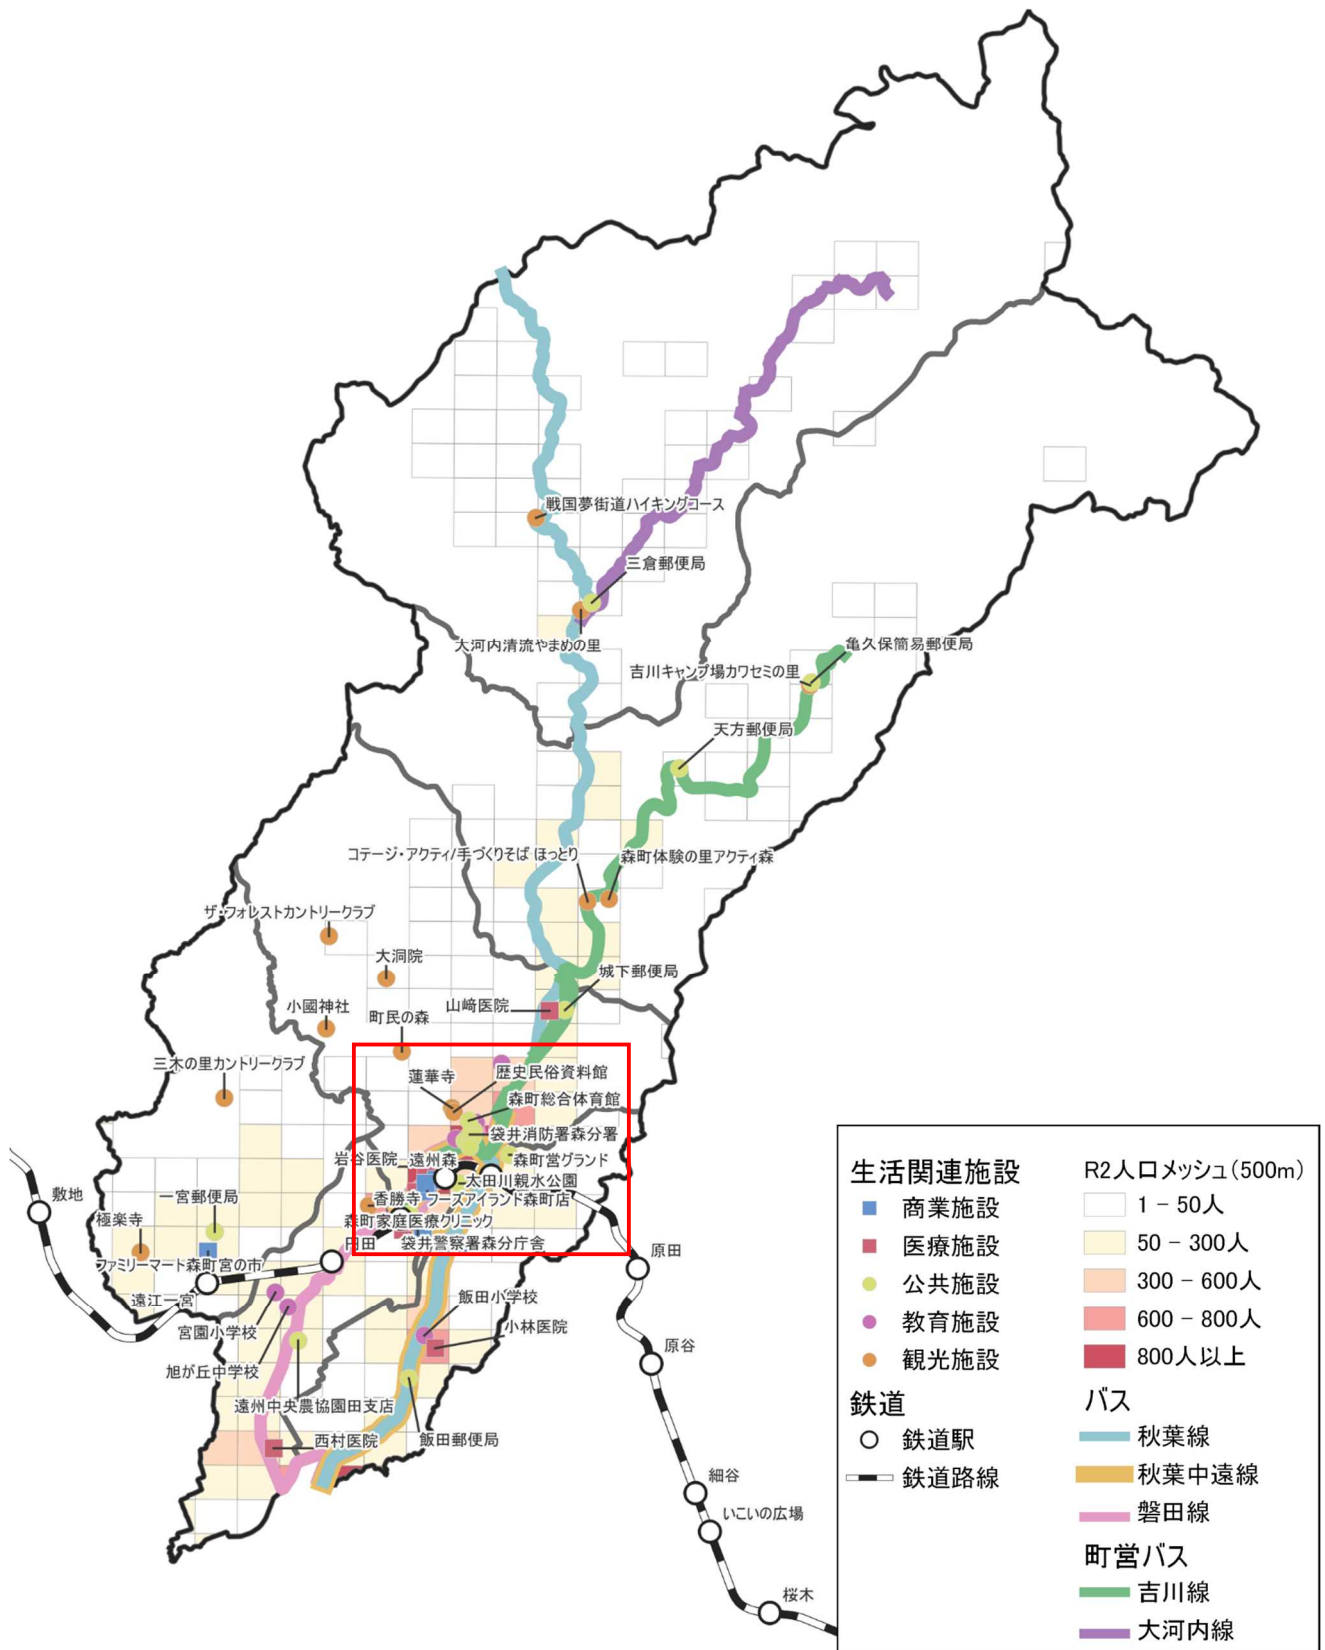 戦国夢街道ハイキングコース
三倉郵便局
大河内清流やまめの里
亀久保簡易郵便局
吉川キャンプ場カワセミの里
天方郵便局
コテージ・アクティ/手づくりそば ほっとり
森町体験の里アクティ森
ザ・フォレストカントリークラブ
大洞院
城下郵便局
小國神社
山﨑医院
町民の森
三木の里カントリークラブ
蓮華寺
歴史民俗資料館
森町総合体育館
袋井消防署森分署
岩谷医院
遠州森
森町営グランド
太田川親水公園
敷地
一宮郵便局
香勝寺
フーズアイランド森町店
極楽寺
森町家庭医療クリニック
円田
袋井警察署森分庁舎
原田
ファミリーマート森町宮の市
遠江一宮
飯田小学校
宮園小学校
小林医院
原谷
旭が丘中学校
遠州中央農協園田支店
西村医院
飯田郵便局
細谷
いこいの広場
桜木
生活関連施設
商業施設
医療施設
公共施設
教育施設
観光施設
鉄道
鉄道駅
鉄道路線
R2人口メッシュ(500m)
1 - 50人
50 - 300人
300 - 600人
600 - 800人
800人以上
バス
秋葉線
秋葉中遠線
磐田線
町営バス
吉川線
大河内線